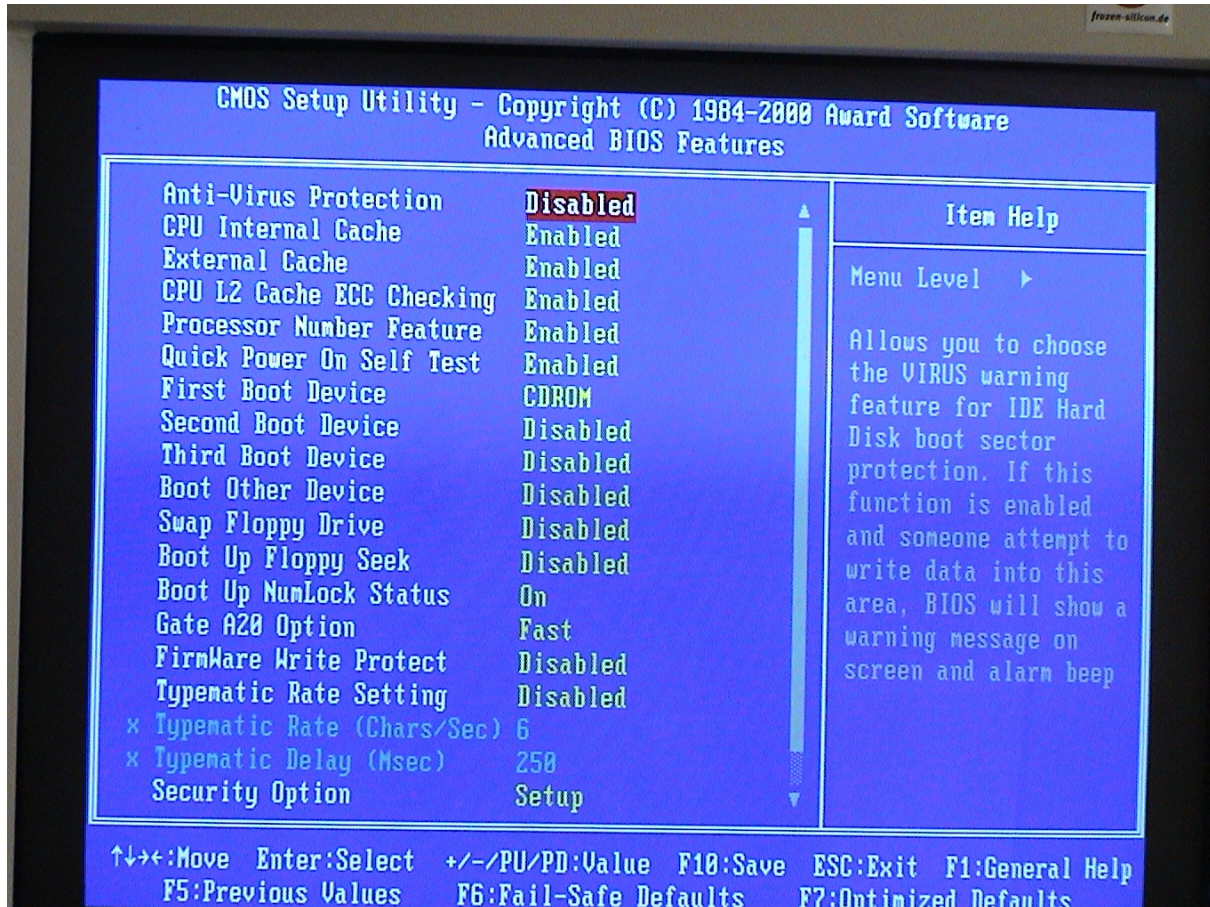 frozen-silicon.de
CMOS Setup Utility - Copyright (C) 1984-2000 Award Software
Advanced BIOS Features
Anti-Virus Protection Disabled
CPU Internal Cache Enabled
External Cache Enabled
CPU L2 Cache ECC Checking Enabled
Processor Number Feature Enabled
Quick Power On Self Test Enabled
First Boot Device CDROM
Second Boot Device Disabled
Third Boot Device Disabled
Boot Other Device Disabled
Swap Floppy Drive Disabled
Boot Up Floppy Seek Disabled
Boot Up NumLock Status On
Gate A20 Option Fast
FirmWare Write Protect Disabled
Typematic Rate Setting Disabled
x Typematic Rate (Chars/Sec) 6
x Typematic Delay (Msec) 250
Security Option Setup
Item Help
Menu Level
Allows you to choose
the VIRUS warning
feature for IDE Hard
Disk boot sector
protection. If this
function is enabled
and someone attempt to
write data into this
area, BIOS will show a
warning message on
screen and alarm beep
↑↓→←:Move Enter:Select +/-/PU/PD:Value F10:Save ESC:Exit F1:General Help
F5:Previous Values F6:Fail-Safe Defaults F7:Optimized Defaults